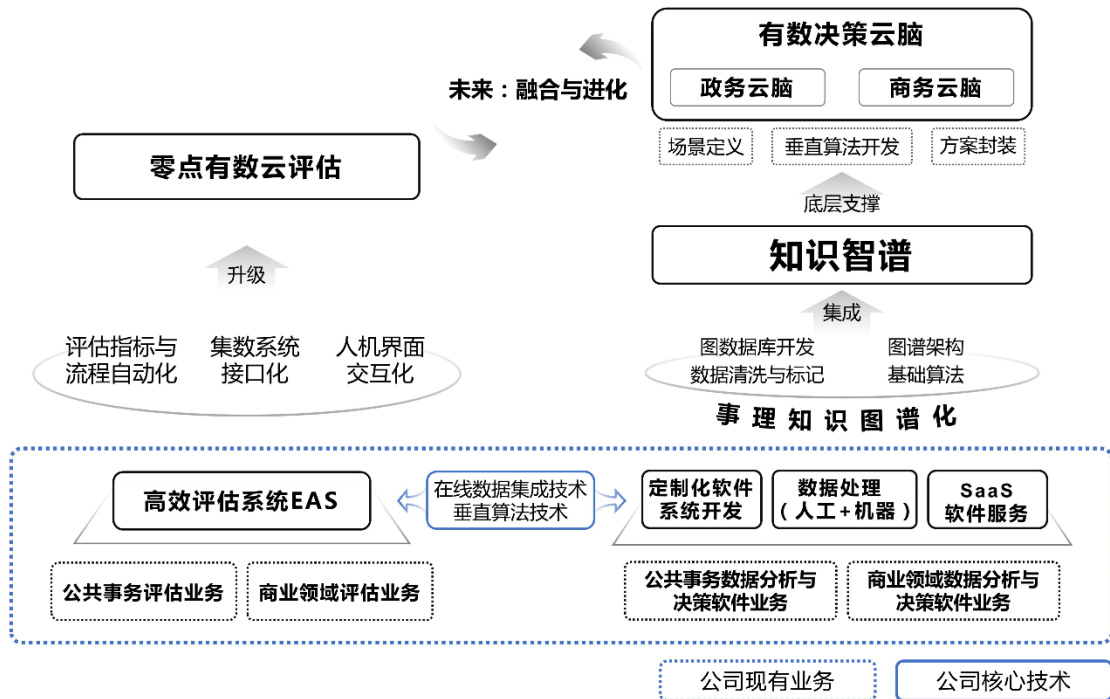 有数决策云脑
政务云脑
商务云脑
未来：融合与进化
场景定义
垂直算法开发
方案封装
零点有数云评估
底层支撑
知识智谱
升级
集成
评估指标与
流程自动化
集数系统
接口化
人机界面
交互化
图数据库开发
图谱架构
数据清洗与标记
基础算法
事理知识图谱化
高效评估系统EAS
在线数据集成技术
垂直算法技术
定制化软件
系统开发
数据处理
（人工+机器）
SaaS
软件服务
公共事务评估业务
商业领域评估业务
公共事务数据分析与
决策软件业务
商业领域数据分析与
决策软件业务
公司现有业务
公司核心技术